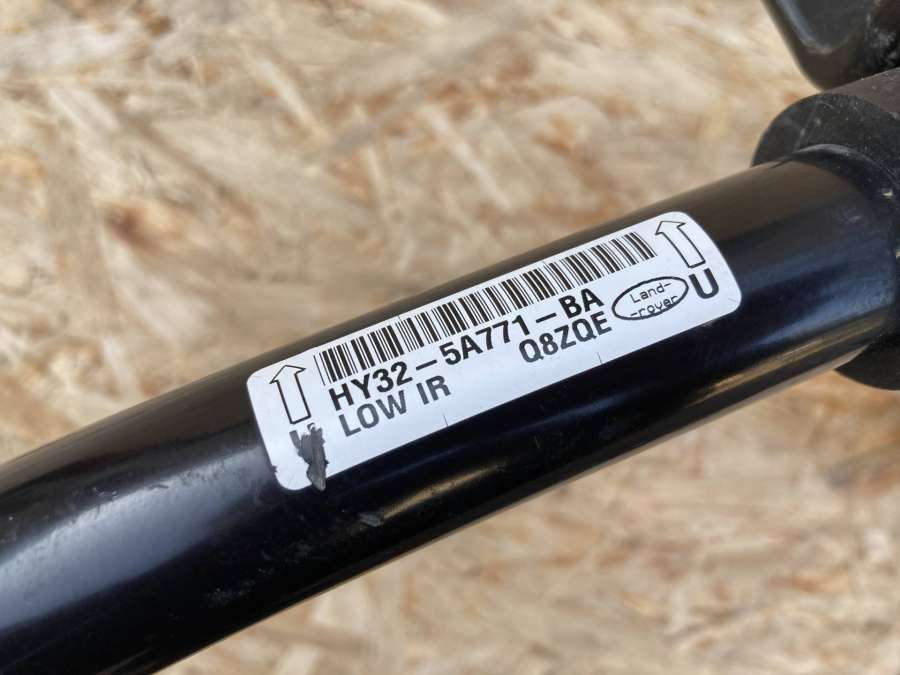 HY32-5A771-BA
LOW IR Q8ZQE
Land-
-rover
U